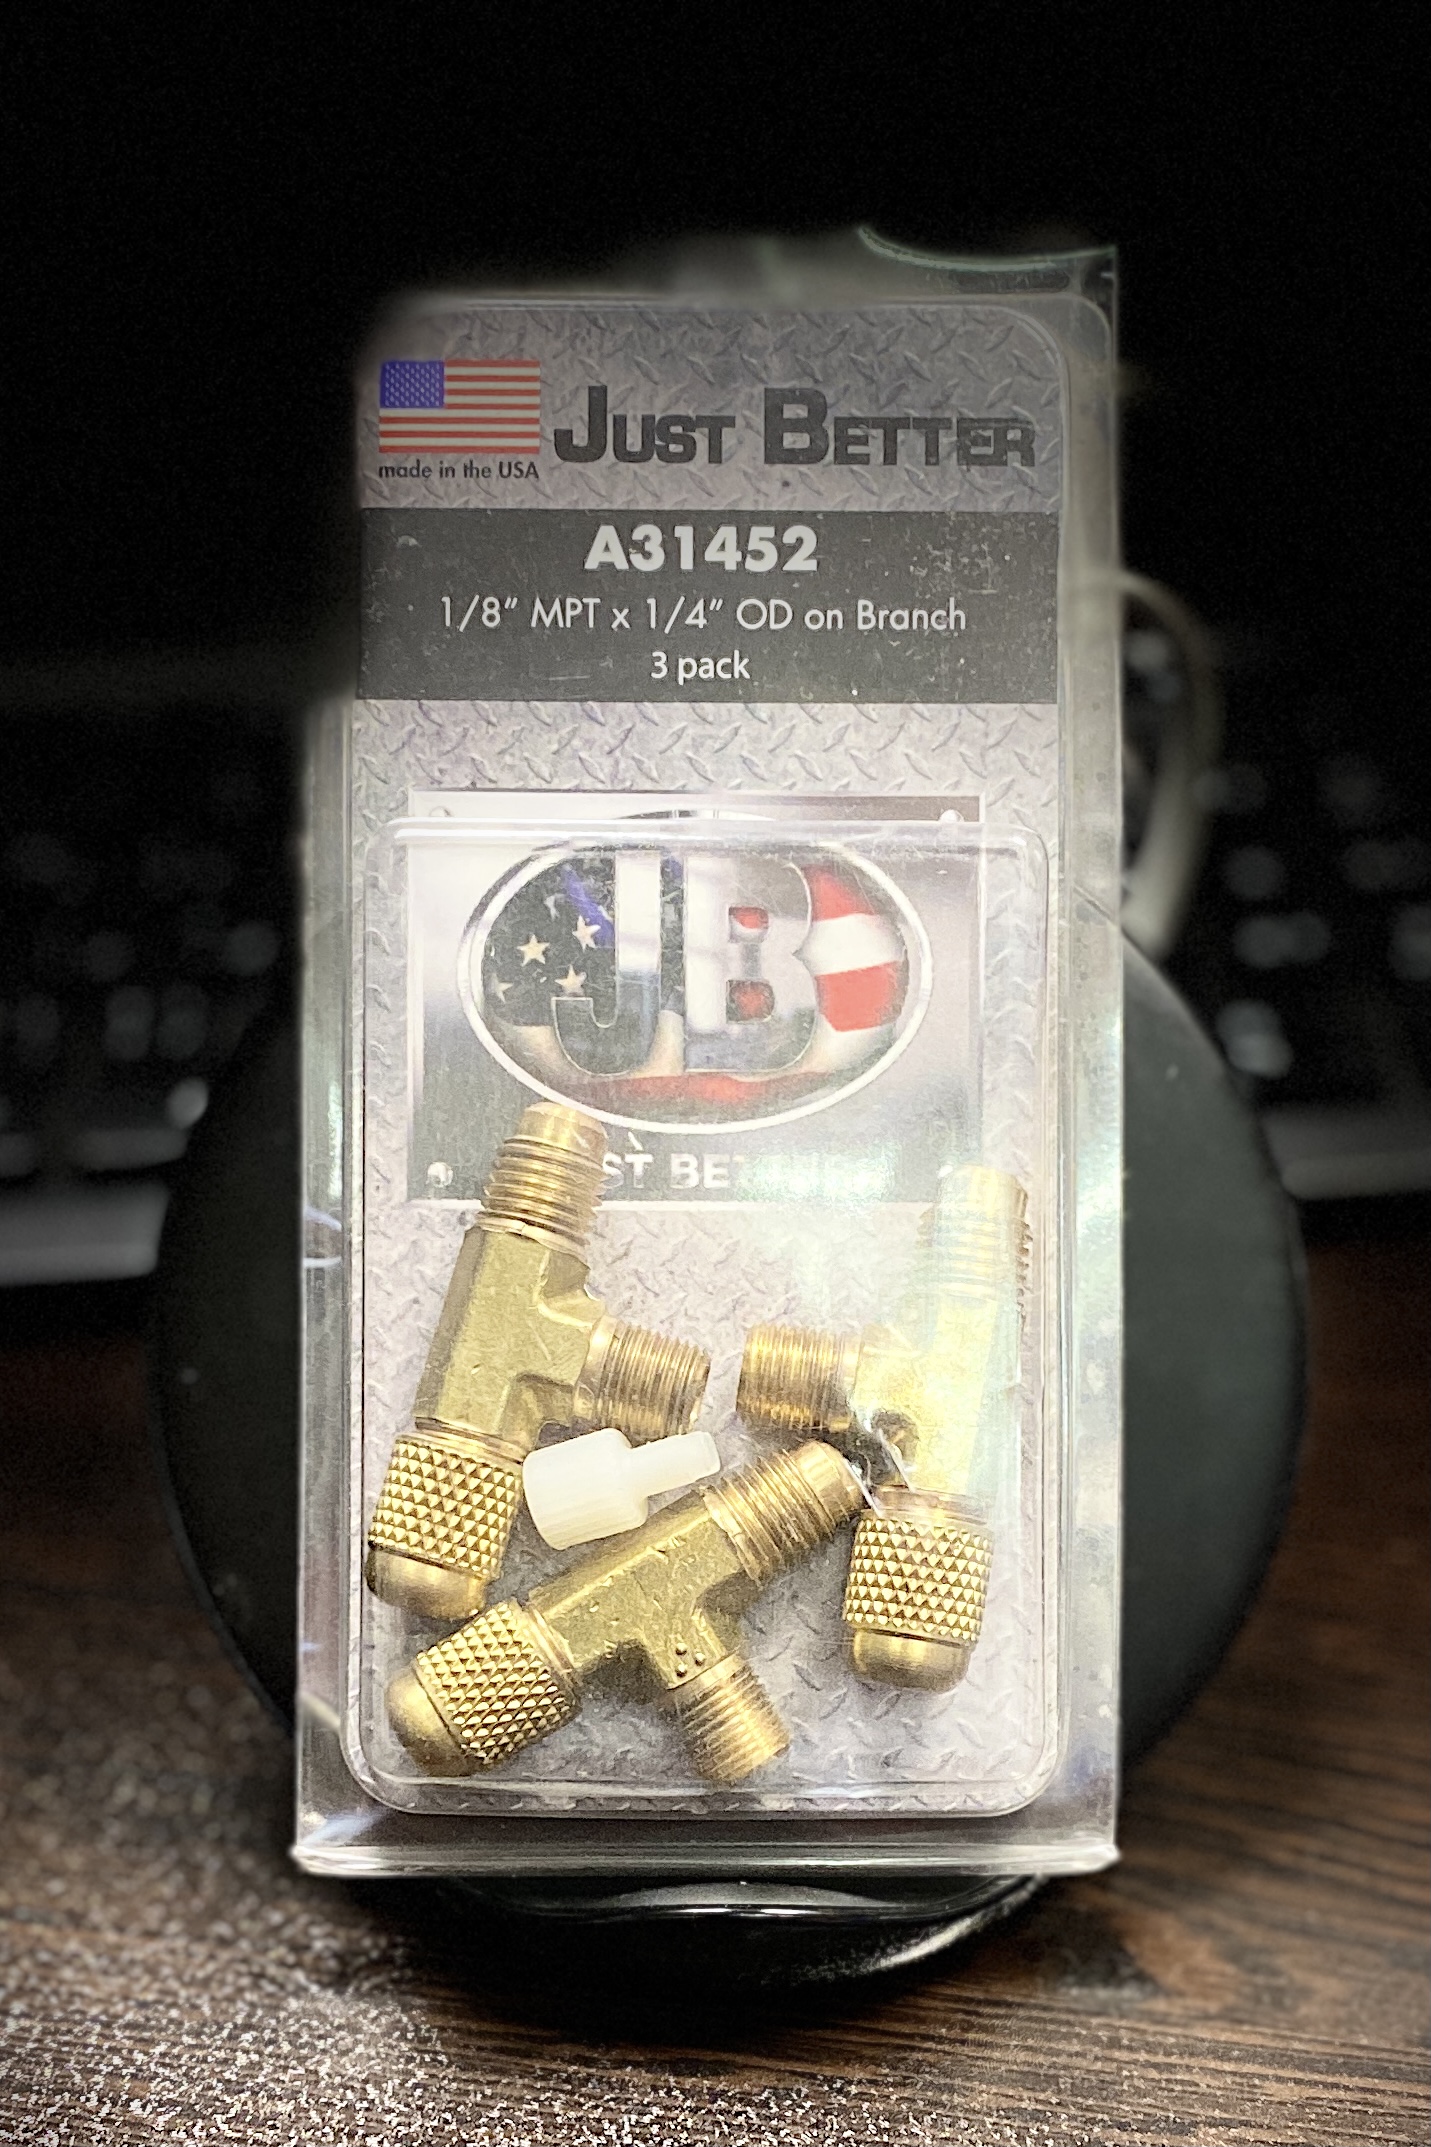 JUST BETTER
made in the USA
A31452
1/8” MPT x 1/4” OD on Branch
3 pack
JB